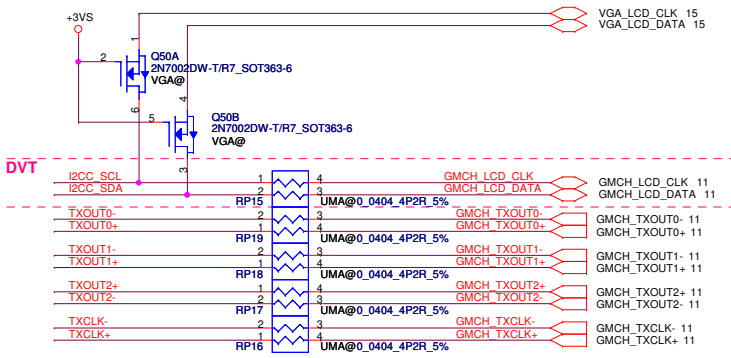 VGA_LCD_CLK 15
+3VS
VGA_LCD_DATA 15
1
Q50A
2 2N7002DW-T/R7_SOT363-6
VGA@
6
4
Q50B
5 2N7002DW-T/R7_SOT363-6
VGA@
3
DVT
I2CC_SCL 1 4 GMCH_LCD_CLK GMCH_LCD_CLK 11
I2CC_SDA 2 3 GMCH_LCD_DATA GMCH_LCD_DATA 11
RP15 UMA@0_0404_4P2R_5%
TXOUT0- 2 3 GMCH_TXOUT0- GMCH_TXOUT0- 11
TXOUT0+ 1 4 GMCH_TXOUT0+ GMCH_TXOUT0+ 11
RP19 UMA@0_0404_4P2R_5%
TXOUT1- 2 3 GMCH_TXOUT1- GMCH_TXOUT1- 11
TXOUT1+ 1 4 GMCH_TXOUT1+ GMCH_TXOUT1+ 11
RP18 UMA@0_0404_4P2R_5%
TXOUT2+ 1 4 GMCH_TXOUT2+ GMCH_TXOUT2+ 11
TXOUT2- 2 3 GMCH_TXOUT2- GMCH_TXOUT2- 11
RP17 UMA@0_0404_4P2R_5%
TXCLK- 2 3 GMCH_TXCLK- GMCH_TXCLK- 11
TXCLK+ 1 4 GMCH_TXCLK+ GMCH_TXCLK+ 11
RP16 UMA@0_0404_4P2R_5%